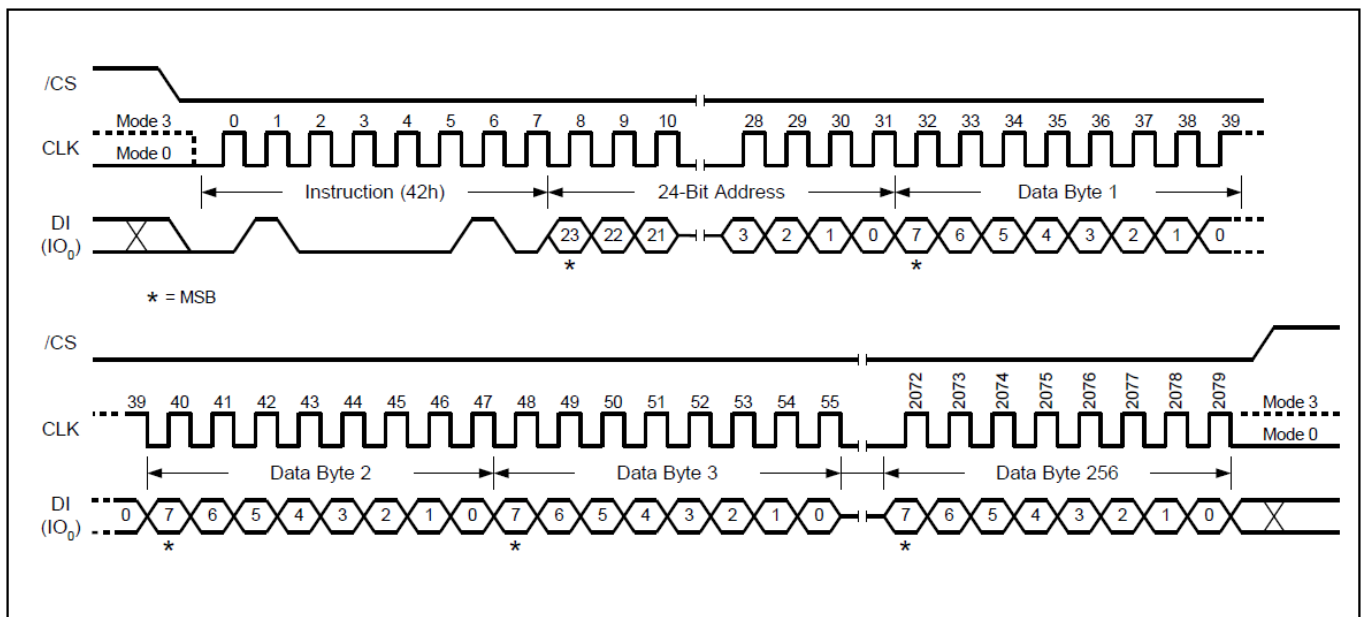 /CS
Mode 3 0 1 2 3 4 5 6 7 8 9 10 28 29 30 31 32 33 34 35 36 37 38 39
CLK
Mode 0
Instruction (42h) 24-Bit Address Data Byte 1
DI
(IO0) 23 22 21 3 2 1 0 7 6 5 4 3 2 1 0
* *
* = MSB
/CS
39 40 41 42 43 44 45 46 47 48 49 50 51 52 53 54 55 2072 2073 2074 2075 2076 2077 2078 2079 Mode 3
CLK
Mode 0
Data Byte 2 Data Byte 3 Data Byte 256
DI
(IO0) 0 7 6 5 4 3 2 1 0 7 6 5 4 3 2 1 0 7 6 5 4 3 2 1 0
* * *